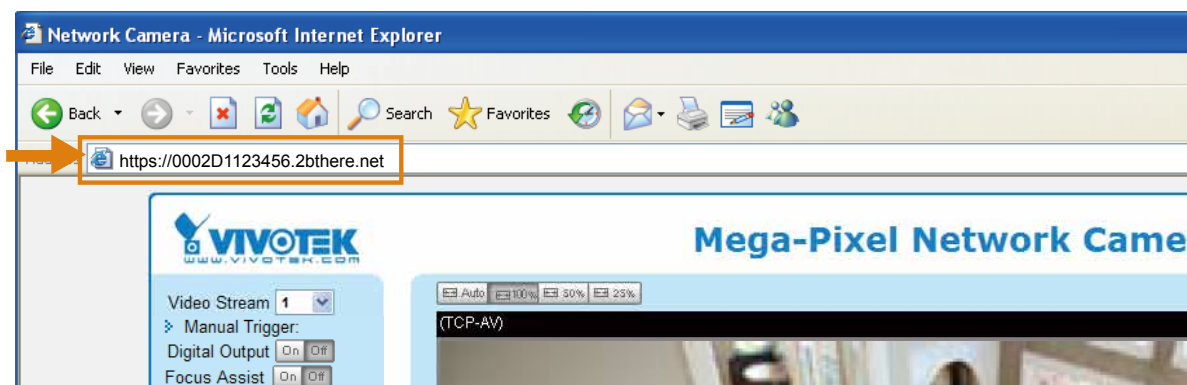 Network Camera - Microsoft Internet Explorer
File Edit View Favorites Tools Help
Back Search Favorites
https://0002D1123456.2bthere.net
VIVOTEK
www.vivotek.com
Mega-Pixel Network Came
Auto 100% 50% 25%
Video Stream 1
(TCP-AV)
Manual Trigger:
Digital Output On Off
Focus Assist On Off